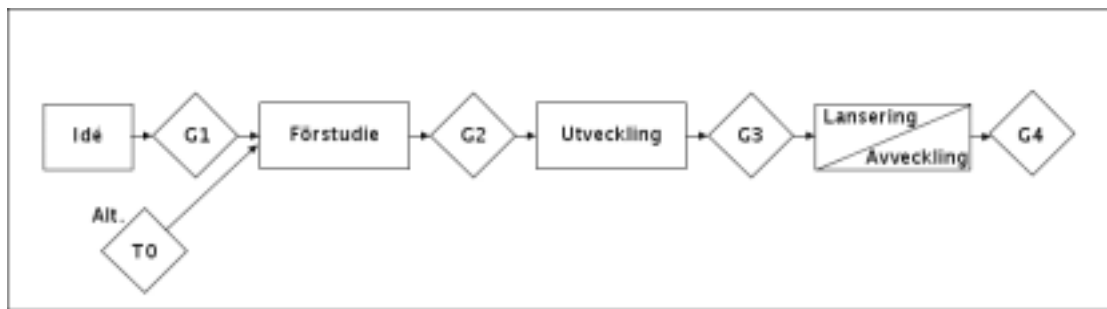 Idé
G1
Förstudie
G2
Utveckling
G3
Lansering
Avveckling
G4
Alt.
T0